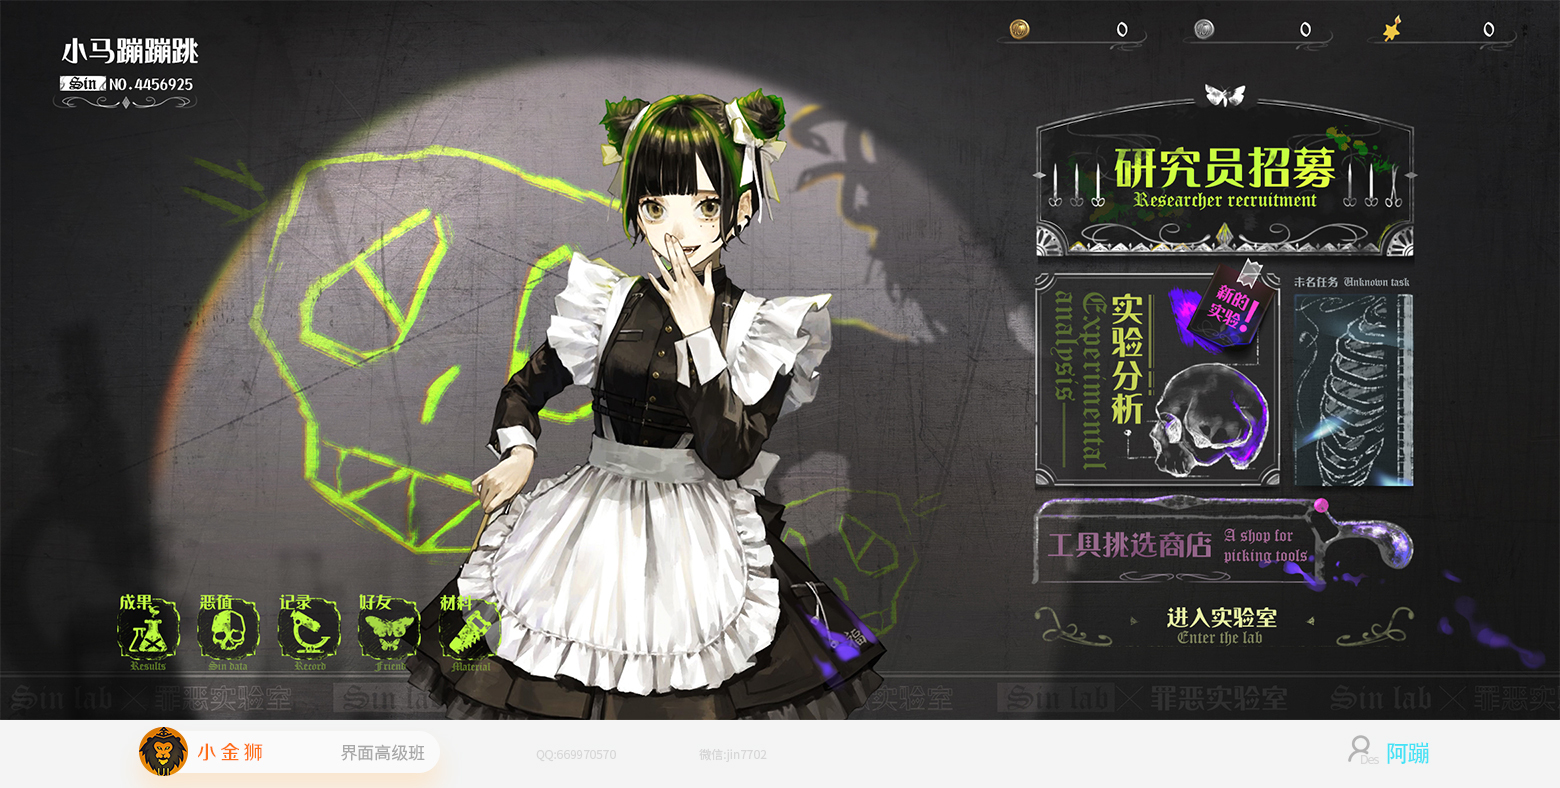 小马蹦蹦跳
Sin NO.4456925
0
0
0
研究员招募
Researcher recruitment
实验分析
Experimental
analysis
新的
实验!
未名任务 Unknown task
工具挑选商店
A shop for
picking tools
进入实验室
Enter the lab
成果
Results
恶值
Sin data
记录
Record
好友
Friend
材料
Material
福
Sin lab × 罪恶实验室 Sin lab 实验室 Sin lab × 罪恶实验室 Sin lab × 罪恶实
小金狮
界面高级班
QQ:669970570
微信:jin7702
Des 阿蹦